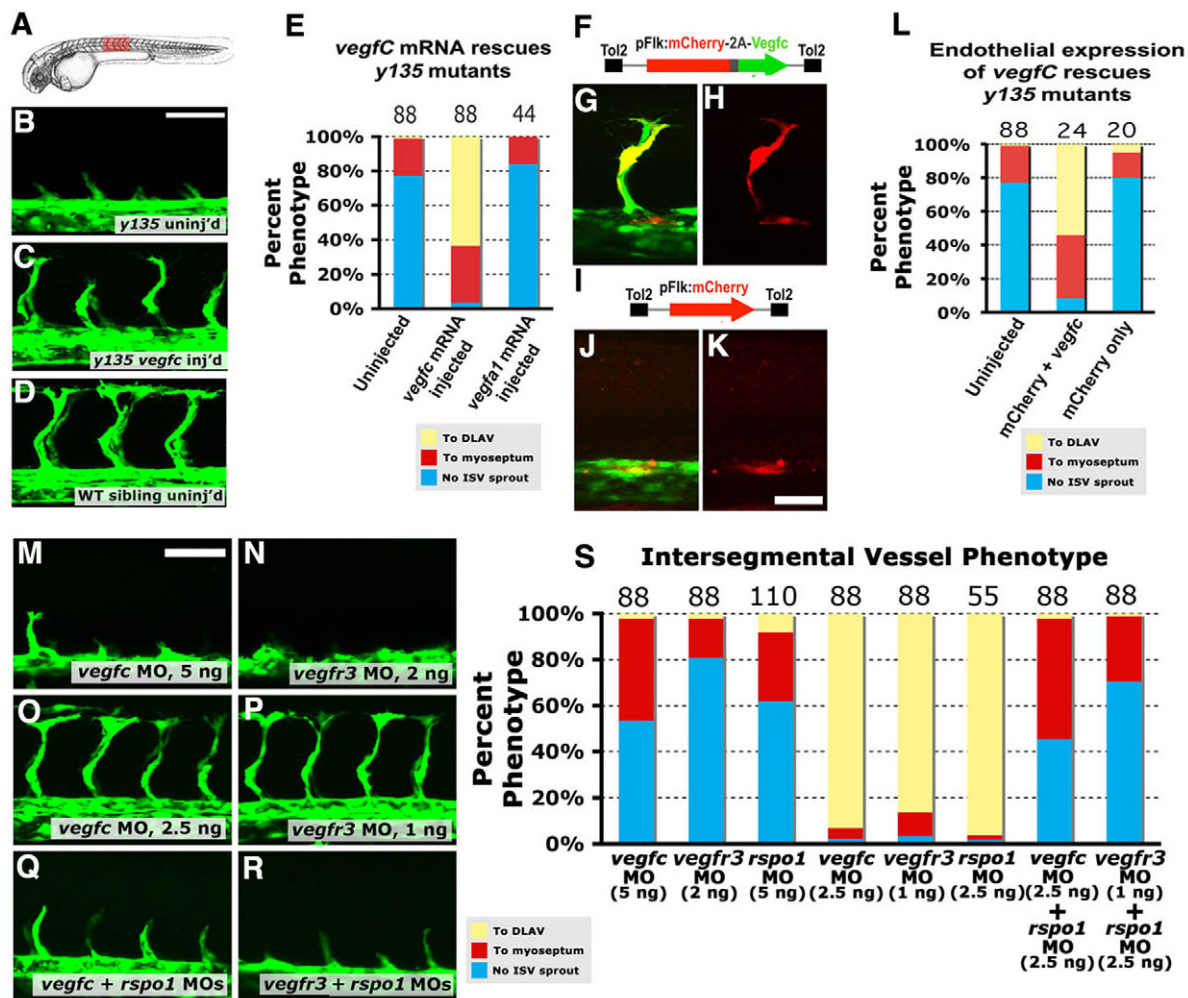 A
B
y135 uninj'd
C
y135 vegfc inj'd
D
WT sibling uninj'd
E
vegfC mRNA rescues
y135 mutants
88 88 44
100%
80%
60%
40%
20%
0%
Percent
Phenotype
Uninjected
vegfc mRNA
injected
vegfa1 mRNA
injected
To DLAV
To myoseptum
No ISV sprout
F
pFlk:mCherry-2A-Vegfc
Tol2 Tol2
G
H
I
pFlk:mCherry
Tol2 Tol2
J
K
L
Endothelial expression
of vegfC rescues
y135 mutants
88 24 20
100%
80%
60%
40%
20%
0%
Percent
Phenotype
Uninjected
mCherry + vegfc
mCherry only
To DLAV
To myoseptum
No ISV sprout
M
vegfc MO, 5 ng
N
vegfr3 MO, 2 ng
O
vegfc MO, 2.5 ng
P
vegfr3 MO, 1 ng
Q
vegfc + rspo1 MOs
R
vegfr3 + rspo1 MOs
S
Intersegmental Vessel Phenotype
88 88 110 88 88 55 88 88
100%
80%
60%
40%
20%
0%
Percent
Phenotype
vegfc vegfr3 rspo1 vegfc vegfr3 rspo1 vegfc vegfr3
MO MO MO MO MO MO MO MO
(5 ng) (2 ng) (5 ng) (2.5 ng) (1 ng) (2.5 ng) (2.5 ng) (1 ng)
+ +
rspo1 rspo1
MO MO
(2.5 ng) (2.5 ng)
To DLAV
To myoseptum
No ISV sprout